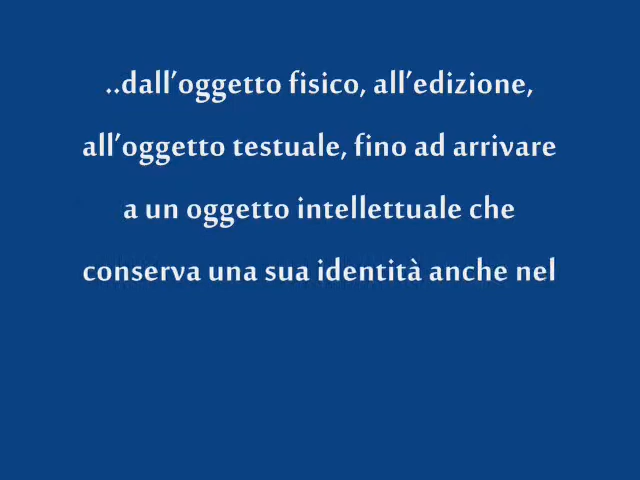 ..dall’oggetto fisico, all’edizione,
all’oggetto testuale, fino ad arrivare
a un oggetto intellettuale che
conserva una sua identità anche nel